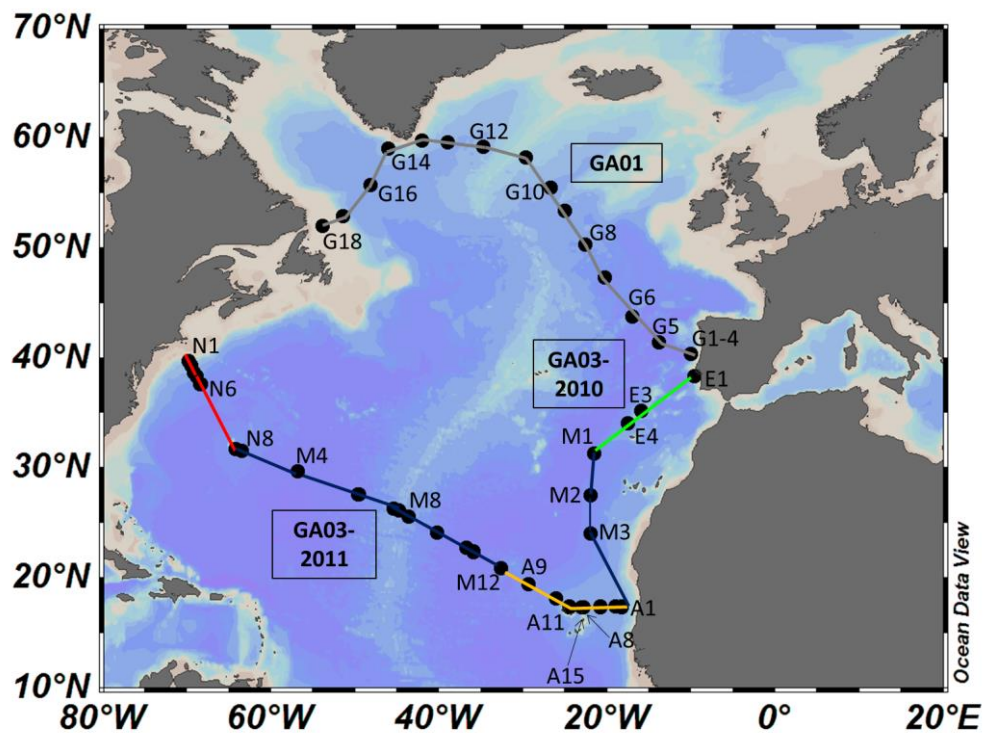 70°N
60°N
50°N
40°N
30°N
20°N
10°N
80°W
60°W
40°W
20°W
0°
20°E
G12
G14
GA01
G10
G16
G18
G8
G6
G5
G1-4
N1
N6
GA03-
2010
E1
E3
E4
M1
N8
M4
M2
M8
M3
GA03-
2011
M12
A9
A11
A1
A8
A15
Ocean Data View